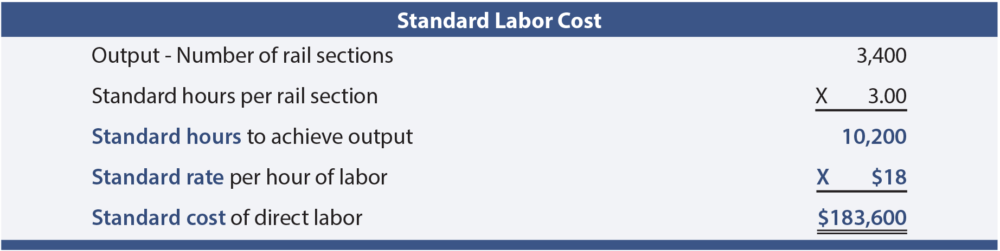 Standard Labor Cost
Output - Number of rail sections 3,400
Standard hours per rail section X 3.00
Standard hours to achieve output 10,200
Standard rate per hour of labor X $18
Standard cost of direct labor $183,600